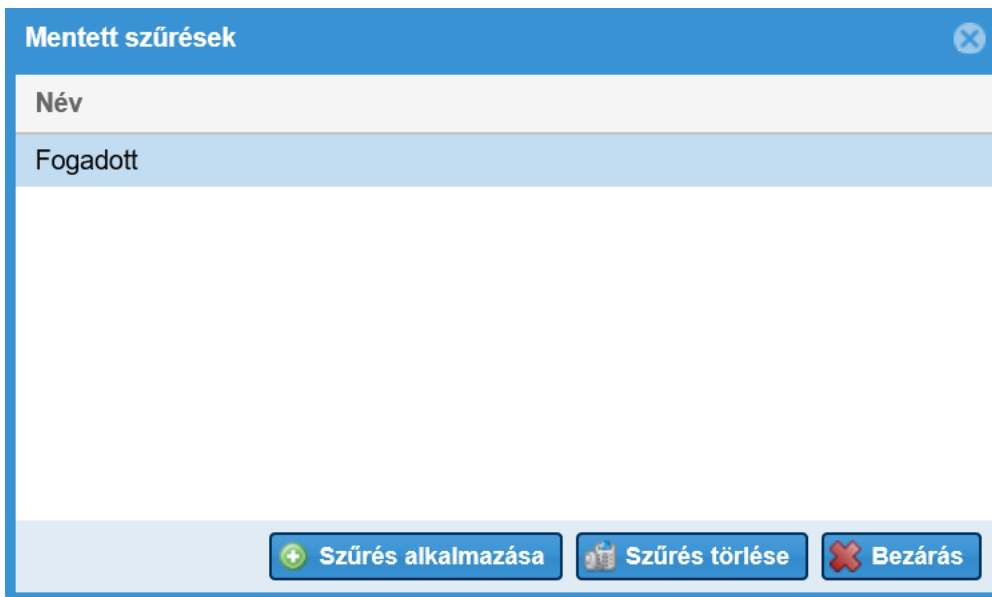 Mentett szűrések
Név
Fogadott
Szűrés alkalmazása Szűrés törlése Bezárás